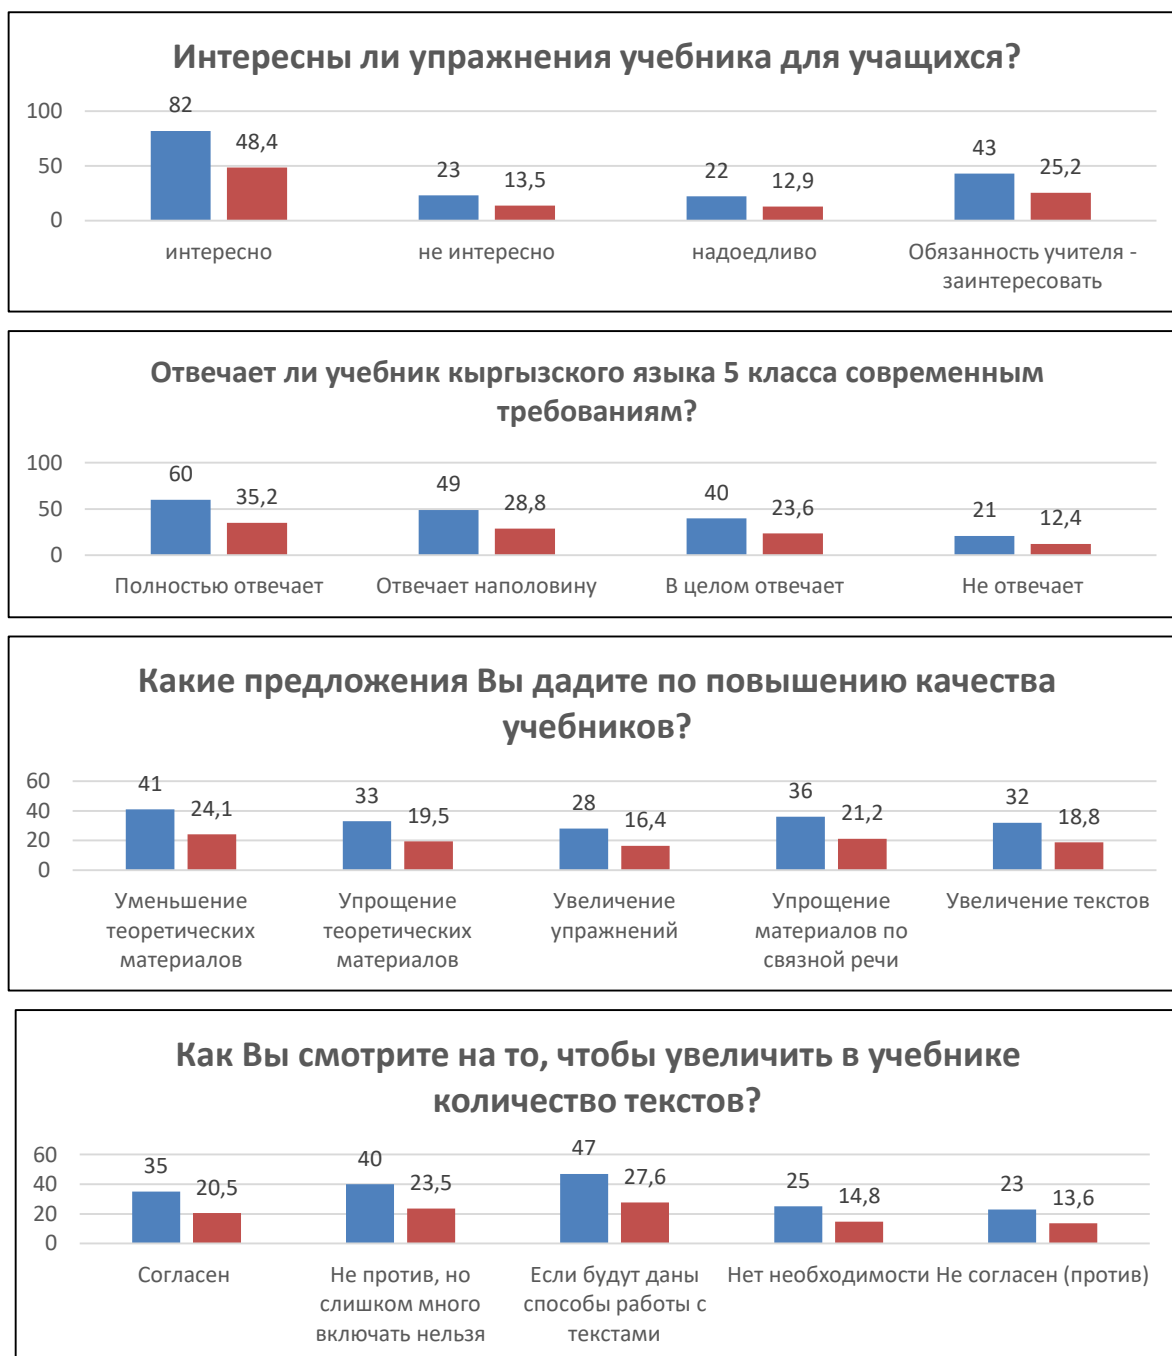 Интересны ли упражнения учебника для учащихся?
100
50
0
82
48,4
23
13,5
22
12,9
43
25,2
интересно
не интересно
надоедливо
Обязанность учителя -
заинтересовать
Отвечает ли учебник кыргызского языка 5 класса современным
требованиям?
100
50
0
60
35,2
49
28,8
40
23,6
21
12,4
Полностью отвечает
Отвечает наполовину
В целом отвечает
Не отвечает
Какие предложения Вы дадите по повышению качества
учебников?
60
40
20
0
41
24,1
33
19,5
28
16,4
36
21,2
32
18,8
Уменьшение
теоретических
материалов
Упрощение
теоретических
материалов
Увеличение
упражнений
Упрощение
материалов по
связной речи
Увеличение текстов
Как Вы смотрите на то, чтобы увеличить в учебнике
количество текстов?
60
40
20
0
35
20,5
40
23,5
47
27,6
25
14,8
23
13,6
Согласен
Не против, но
слишком много
включать нельзя
Если будут даны
способы работы с
текстами
Нет необходимости
Не согласен (против)